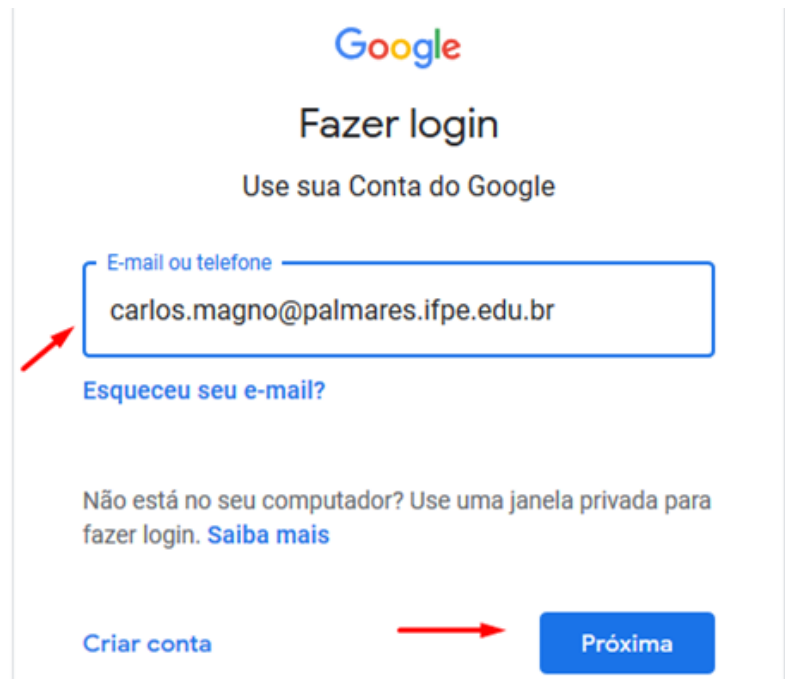 Google
Fazer login
Use sua Conta do Google
E-mail ou telefone
carlos.magno@palmares.ifpe.edu.br
Esqueceu seu e-mail?
Não está no seu computador? Use uma janela privada para
fazer login. Saiba mais
Criar conta
Próxima